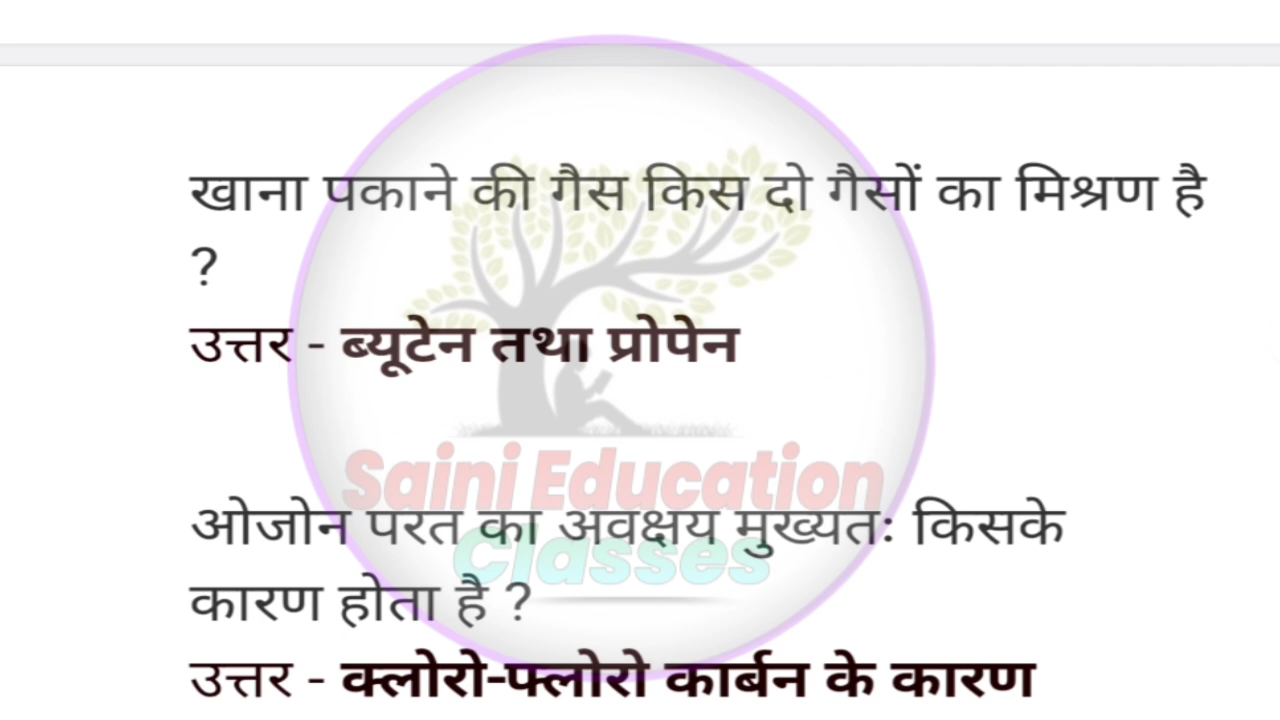 खाना पकाने की गैस किस दो गैसों का मिश्रण है
?
उत्तर - ब्यूटेन तथा प्रोपेन
Saini Education
ओजोन परत का अवक्षय मुख्यतः किसके
Classes
कारण होता है ?
उत्तर - क्लोरो-फ्लोरो कार्बन के कारण